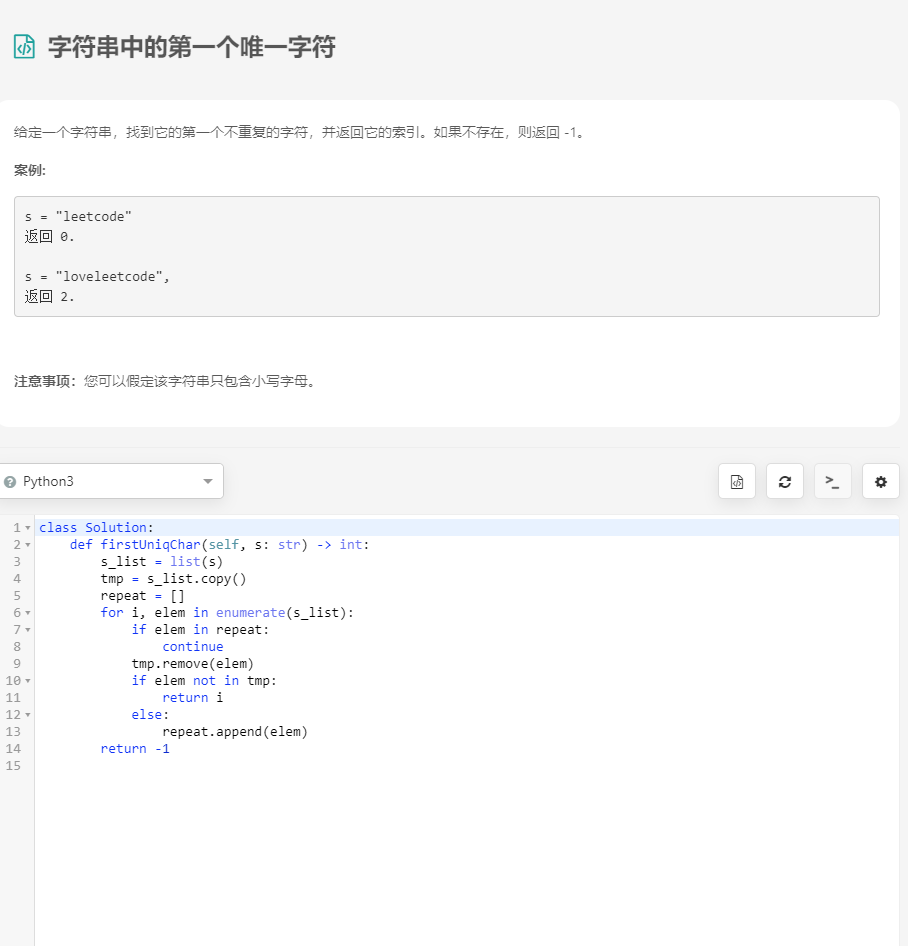 字符串中的第一个唯一字符
给定一个字符串，找到它的第一个不重复的字符，并返回它的索引。如果不存在，则返回 -1。
案例:
s = "leetcode"
返回 0.
s = "loveleetcode",
返回 2.
注意事项：您可以假定该字符串只包含小写字母。
Python3
1 class Solution:
2     def firstUniqChar(self, s: str) -> int:
3         s_list = list(s)
4         tmp = s_list.copy()
5         repeat = []
6         for i, elem in enumerate(s_list):
7             if elem in repeat:
8                 continue
9             tmp.remove(elem)
10             if elem not in tmp:
11                 return i
12             else:
13                 repeat.append(elem)
14         return -1
15